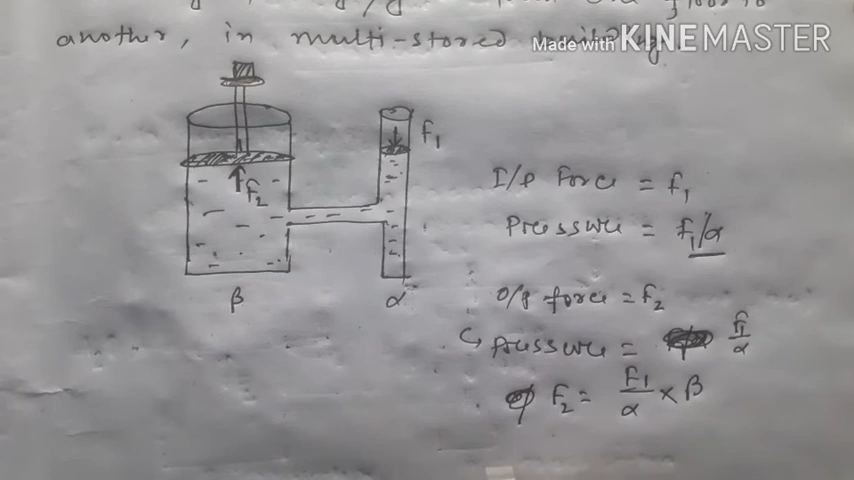 another, in multi-stored
Made with KINEMASTER
F₁
F₂
β
α
I/P Force = F₁
Pressure = F₁/α
O/P force = F₂
Pressure = F₁/α
F₂ = F₁/α × β